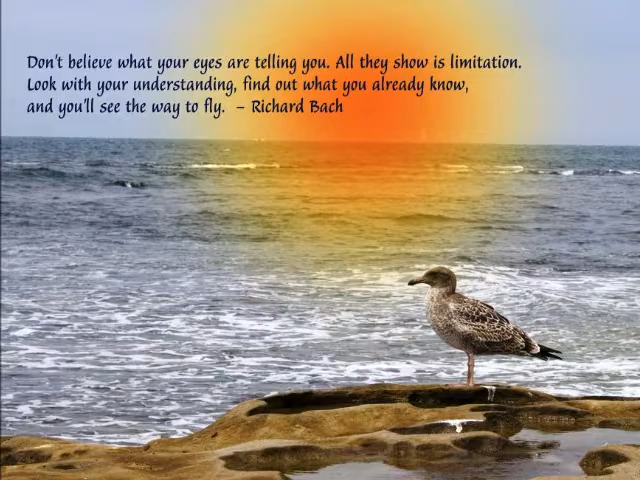 Don't believe what your eyes are telling you. All they show is limitation.
Look with your understanding, find out what you already know,
and you'll see the way to fly. – Richard Bach